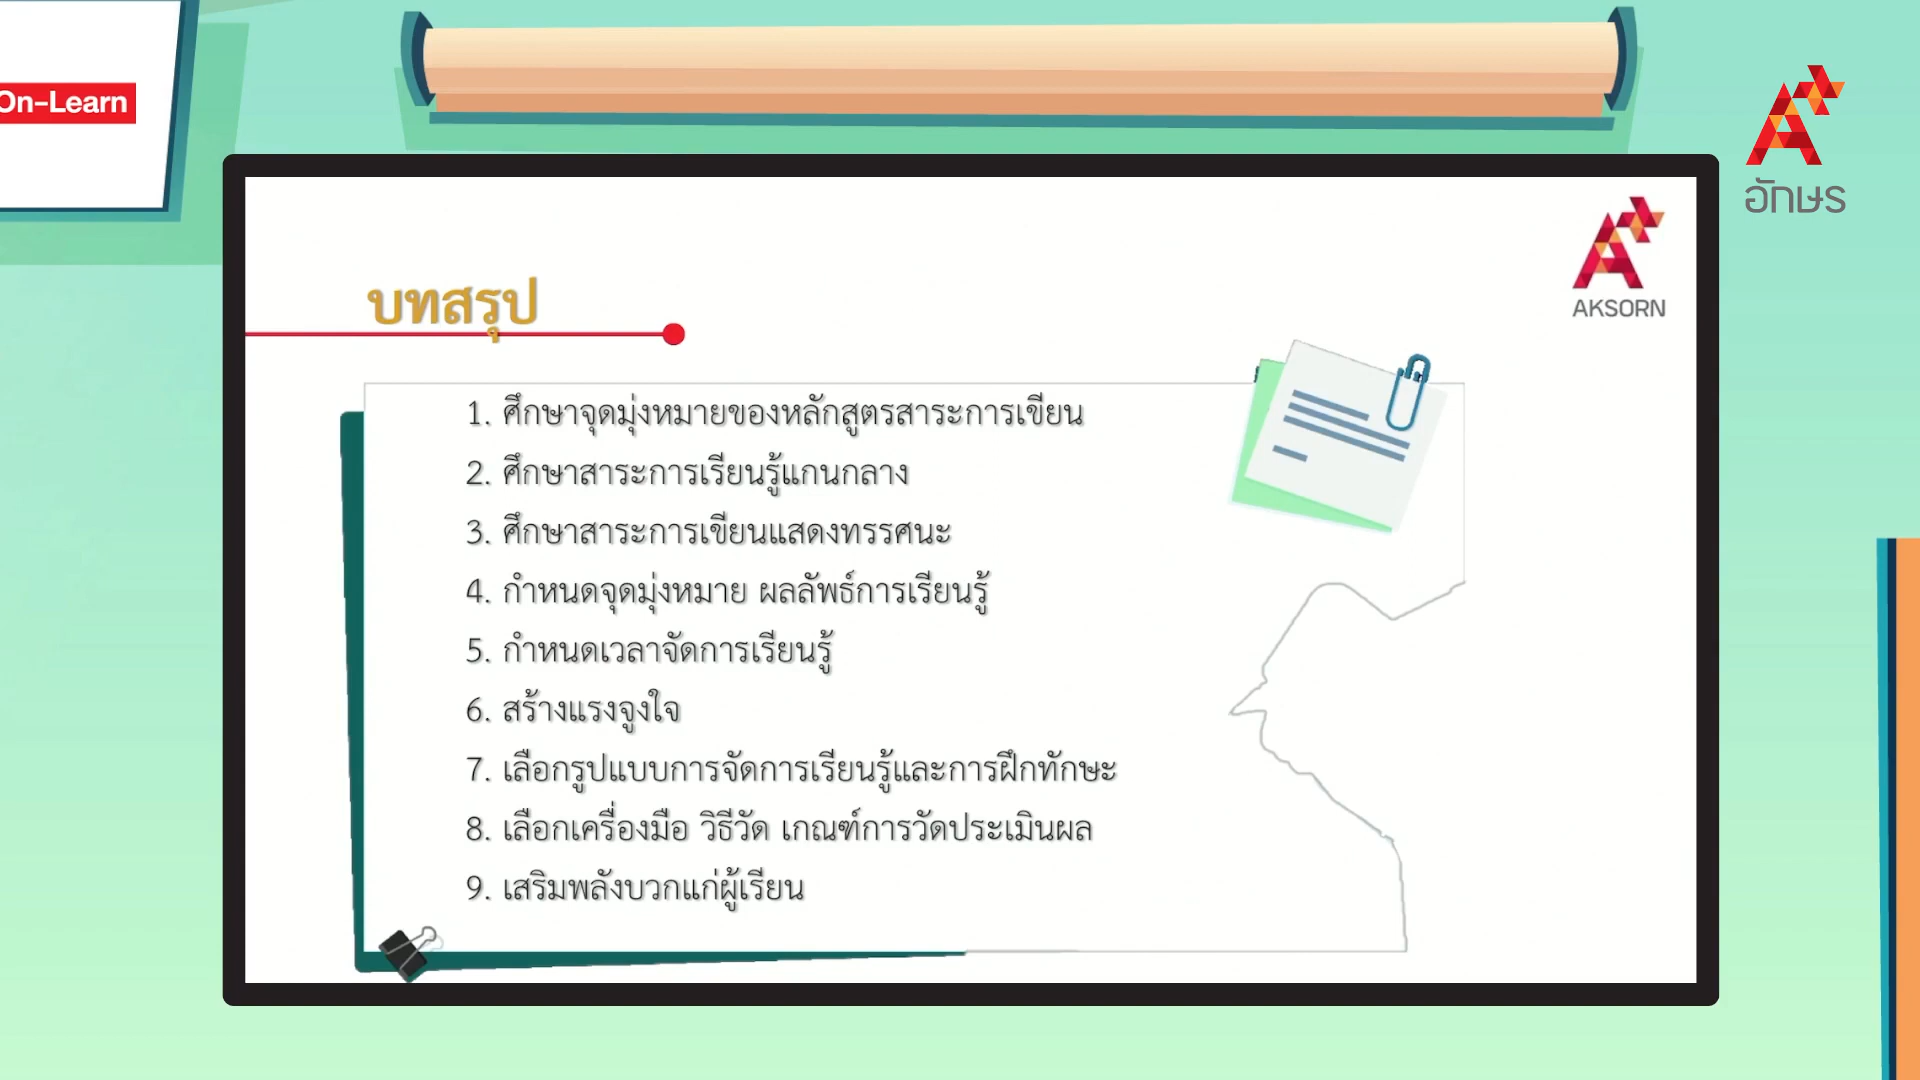 On-Learn
อักษร
AKSORN
บทสรุป
1. ศึกษาจุดมุ่งหมายของหลักสูตรสาระการเขียน
2. ศึกษาสาระการเรียนรู้แกนกลาง
3. ศึกษาสาระการเขียนแสดงทรรศนะ
4. กำหนดจุดมุ่งหมาย ผลลัพธ์การเรียนรู้
5. กำหนดเวลาจัดการเรียนรู้
6. สร้างแรงจูงใจ
7. เลือกรูปแบบการจัดการเรียนรู้และการฝึกทักษะ
8. เลือกเครื่องมือ วิธีวัด เกณฑ์การวัดประเมินผล
9. เสริมพลังบวกแก่ผู้เรียน